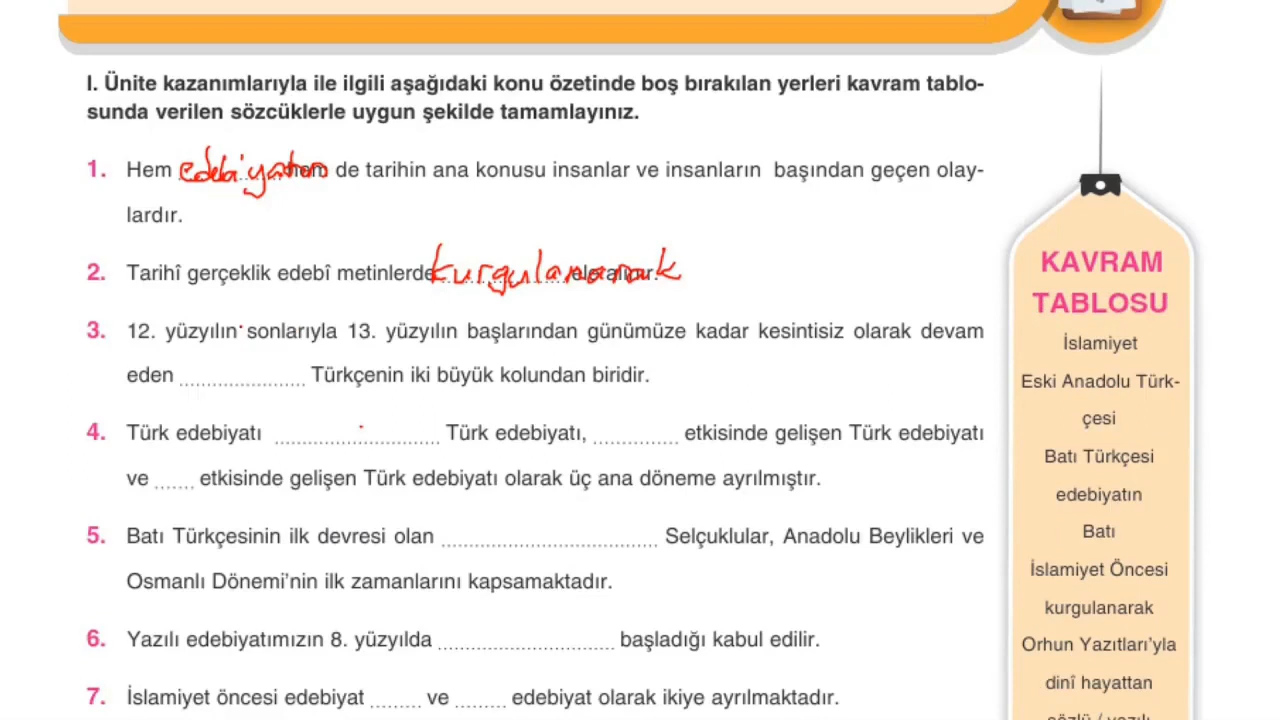 I. Ünite kazanımlarıyla ile ilgili aşağıdaki konu özetinde boş bırakılan yerleri kavram tablo-
sunda verilen sözcüklerle uygun şekilde tamamlayınız.
1. Hem edebiyatın hem de tarihin ana konusu insanlar ve insanların başından geçen olay-
lardır.
2. Tarihî gerçeklik edebî metinlerde kurgulanarak ele alınır.
3. 12. yüzyılın sonlarıyla 13. yüzyılın başlarından günümüze kadar kesintisiz olarak devam
eden ...................... Türkçenin iki büyük kolundan biridir.
4. Türk edebiyatı ............................. Türk edebiyatı, ............... etkisinde gelişen Türk edebiyatı
ve ....... etkisinde gelişen Türk edebiyatı olarak üç ana döneme ayrılmıştır.
5. Batı Türkçesinin ilk devresi olan ...................................... Selçuklular, Anadolu Beylikleri ve
Osmanlı Dönemi'nin ilk zamanlarını kapsamaktadır.
6. Yazılı edebiyatımızın 8. yüzyılda ............................... başladığı kabul edilir.
7. İslamiyet öncesi edebiyat ......... ve ......... edebiyat olarak ikiye ayrılmaktadır.
KAVRAM
TABLOSU
İslamiyet
Eski Anadolu Türk-
çesi
Batı Türkçesi
edebiyatın
Batı
İslamiyet Öncesi
kurgulanarak
Orhun Yazıtları'yla
dinî hayattan
sözlü / yazılı